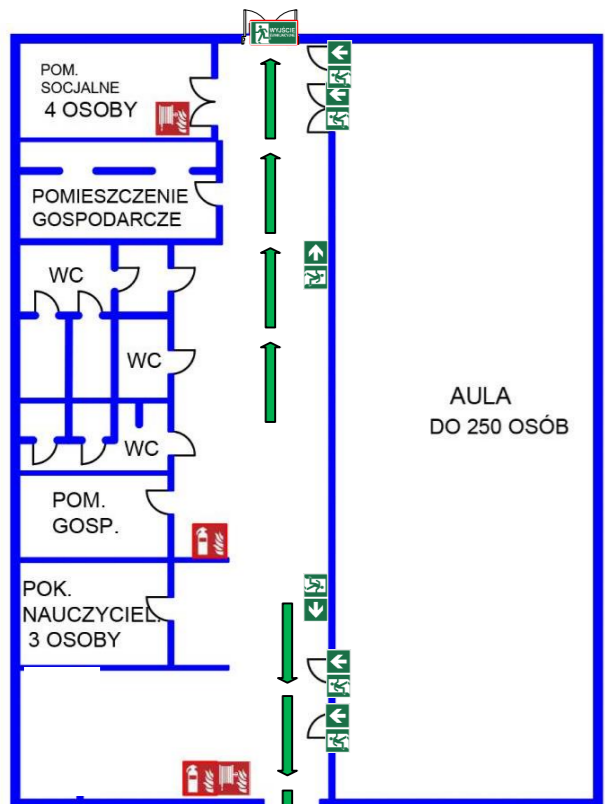 WYJŚCIE
EWAKUACYJNE
POM.
SOCJALNE
4 OSOBY
POMIESZCZENIE
GOSPODARCZE
WC
WC
AULA
DO 250 OSÓB
WC
POM.
GOSP.
POK.
NAUCZYCIEL.
3 OSOBY